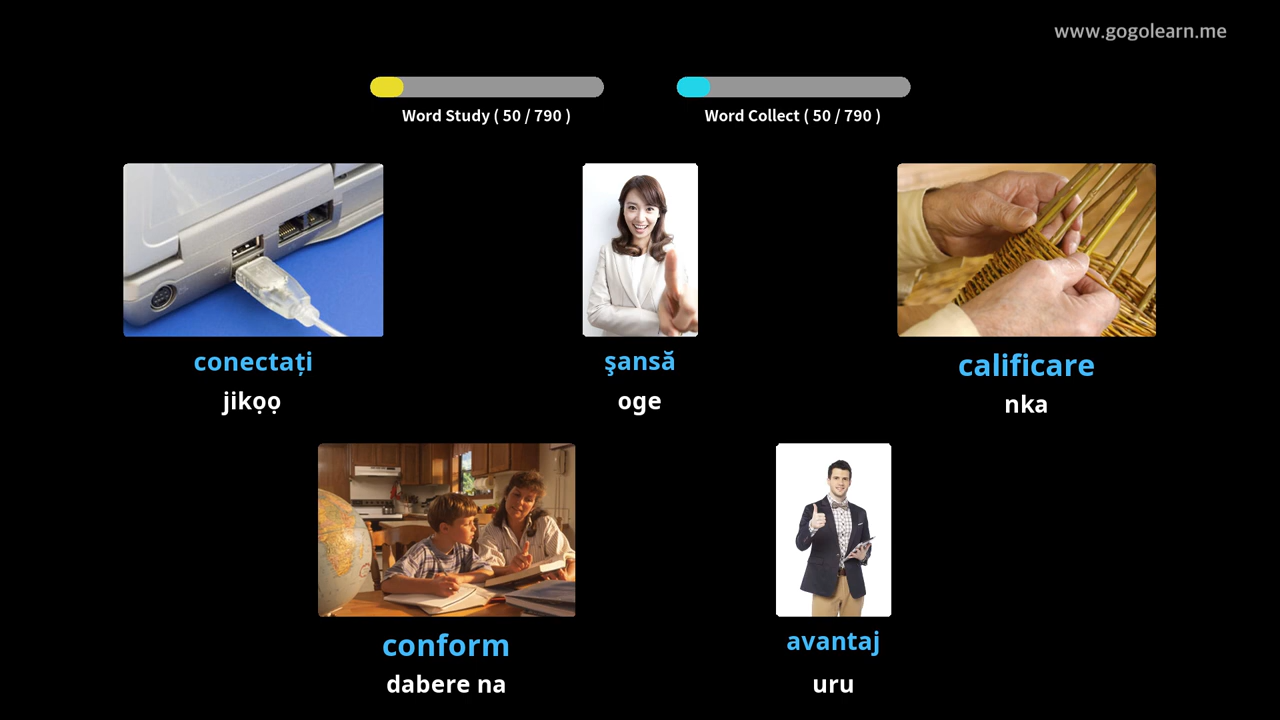 www.gogolearn.me
Word Study ( 50 / 790 )
Word Collect ( 50 / 790 )
conectați
jikọọ
şansă
oge
calificare
nka
conform
dabere na
avantaj
uru